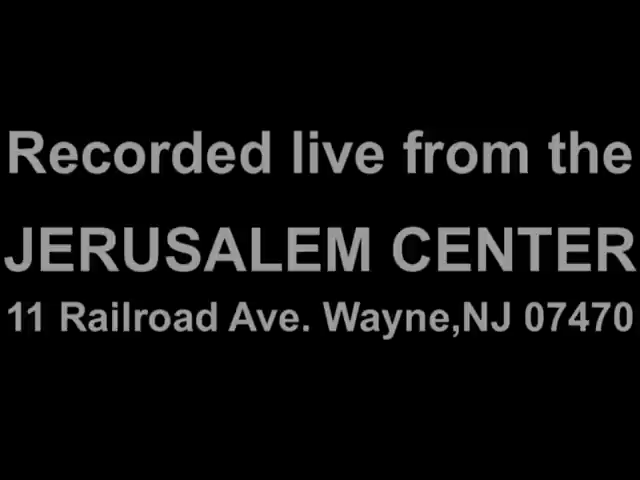 Recorded live from the
JERUSALEM CENTER
11 Railroad Ave. Wayne,NJ 07470